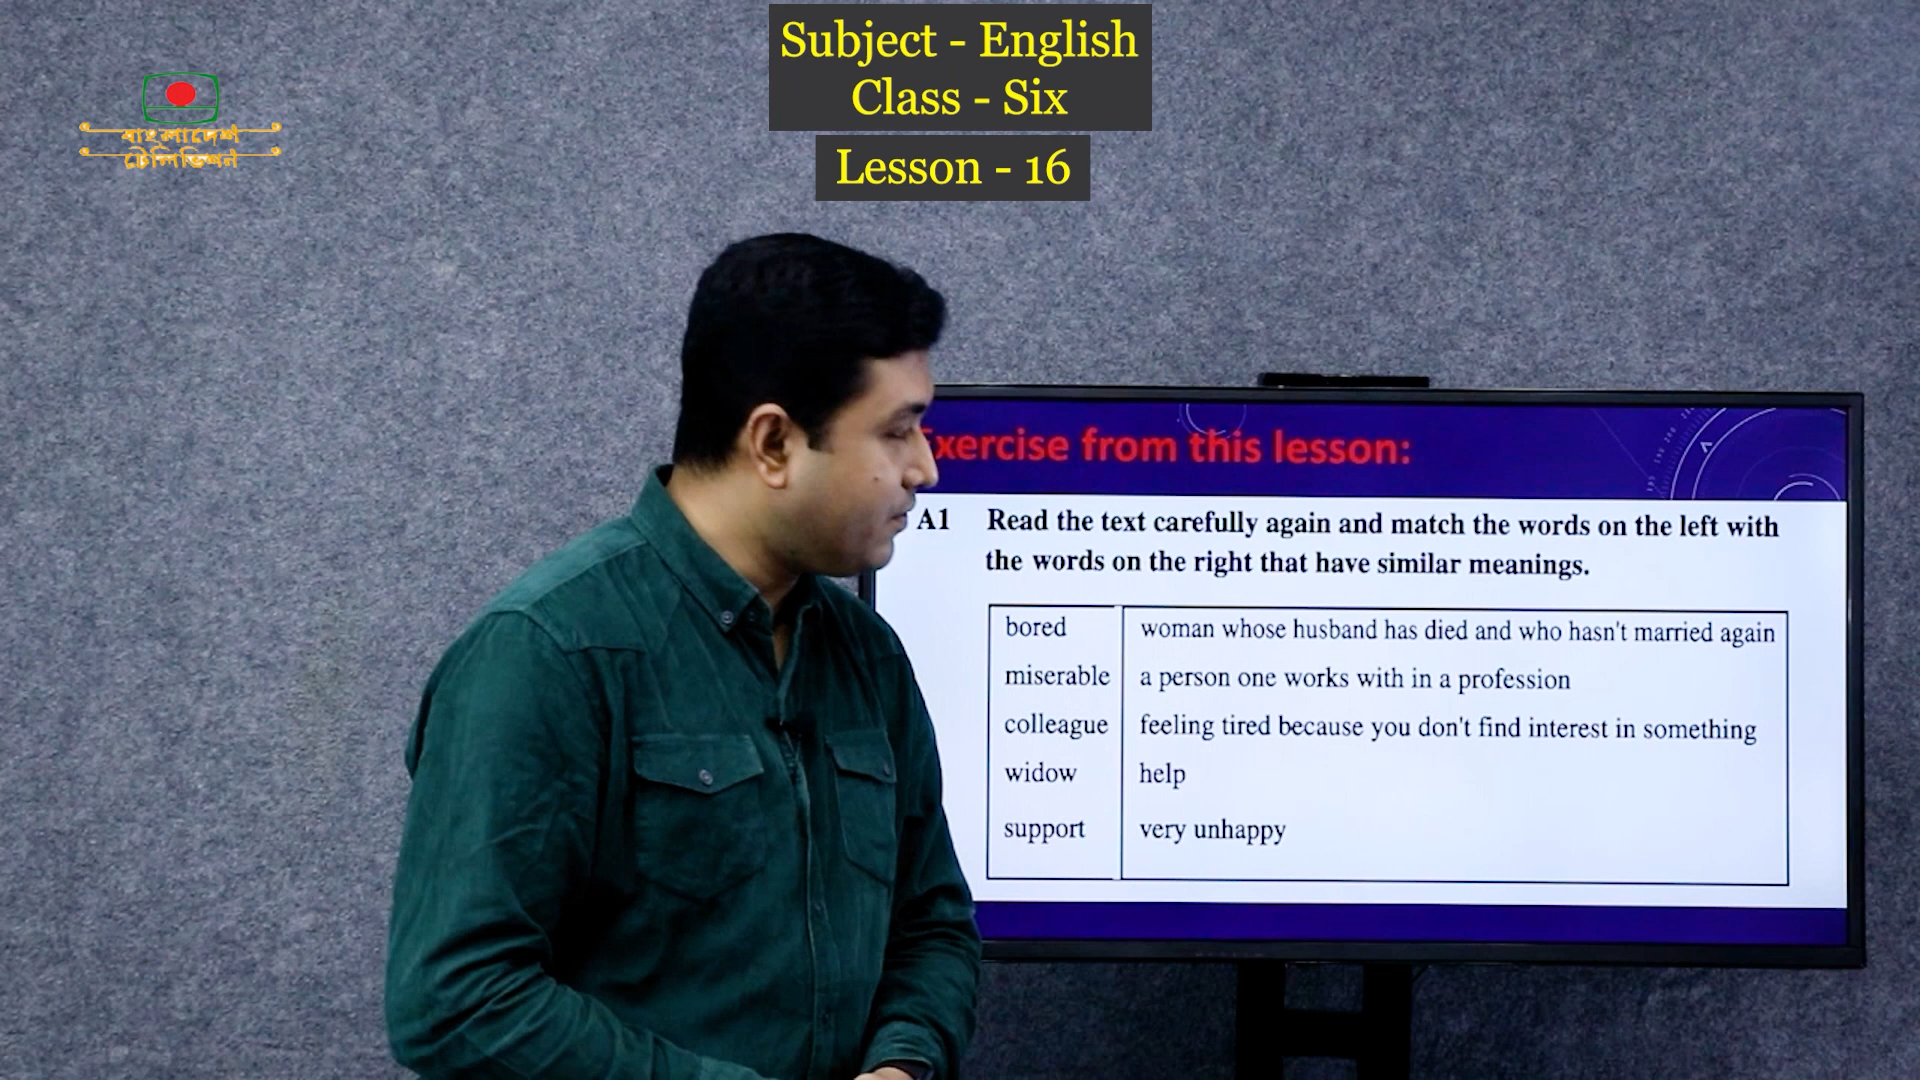 Subject - English
Class - Six
Lesson - 16
বাংলাদেশ
টেলিভিশন
Exercise from this lesson:
A1 Read the text carefully again and match the words on the left with
the words on the right that have similar meanings.
bored woman whose husband has died and who hasn't married again
miserable a person one works with in a profession
colleague feeling tired because you don't find interest in something
widow help
support very unhappy